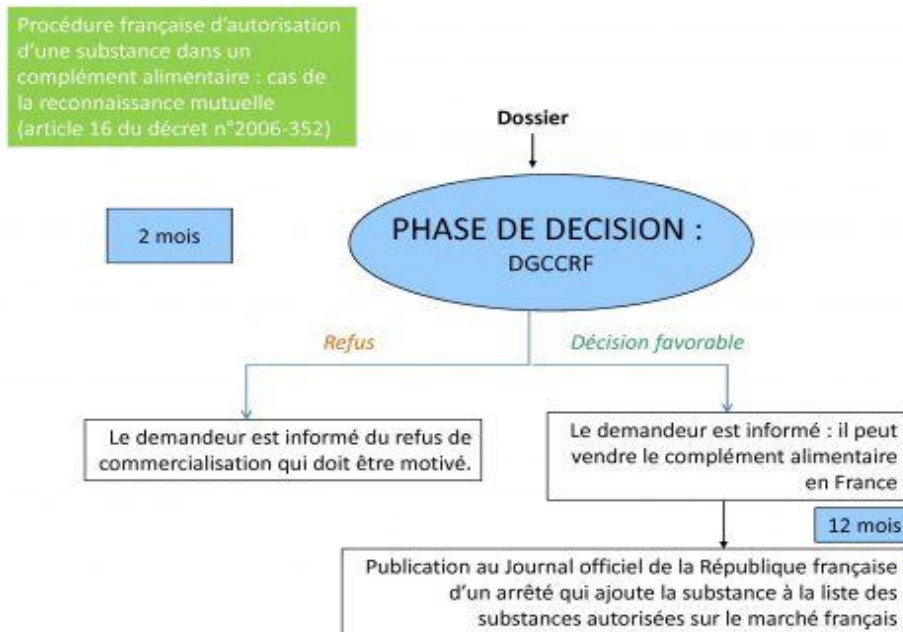 Procédure française d'autorisation
d'une substance dans un
complément alimentaire : cas de
la reconnaissance mutuelle
(article 16 du décret n°2006-352)
Dossier
2 mois
PHASE DE DECISION :
DGCCRF
Refus
Décision favorable
Le demandeur est informé du refus de
commercialisation qui doit être motivé.
Le demandeur est informé : il peut
vendre le complément alimentaire
en France
12 mois
Publication au Journal officiel de la République française
d'un arrêté qui ajoute la substance à la liste des
substances autorisées sur le marché français